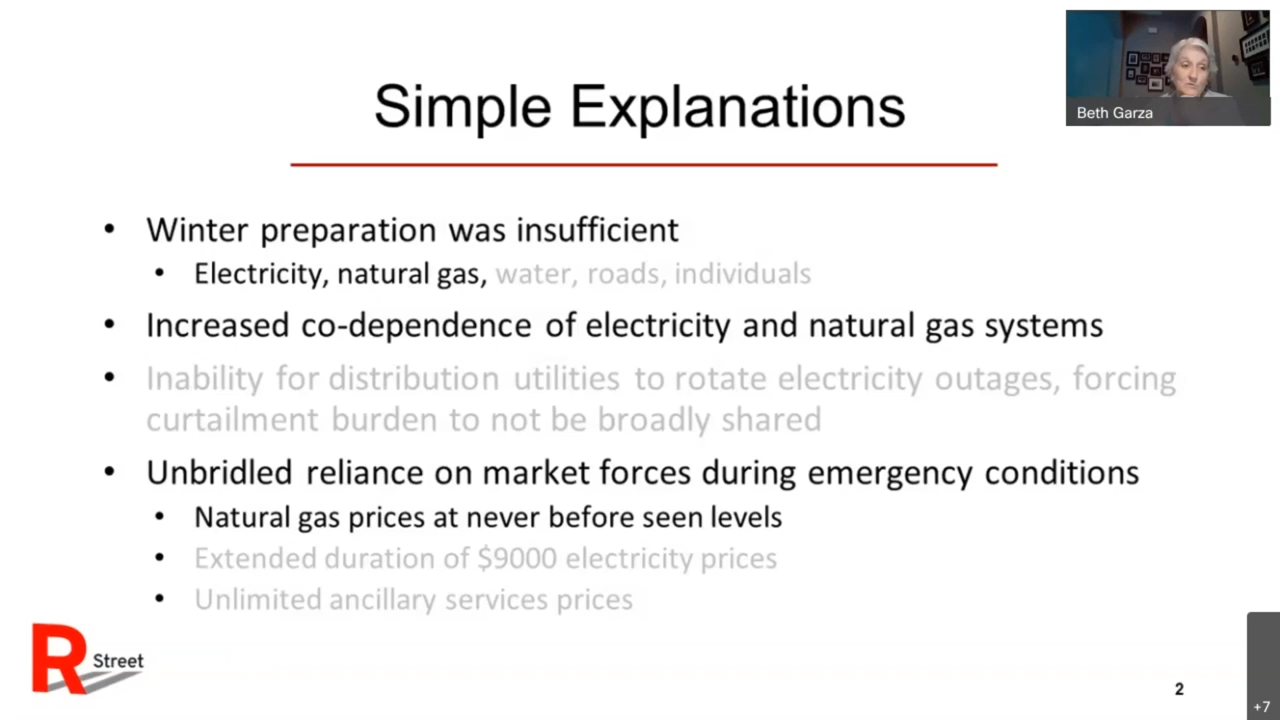 Simple Explanations
Beth Garza
• Winter preparation was insufficient
• Electricity, natural gas, water, roads, individuals
• Increased co-dependence of electricity and natural gas systems
• Inability for distribution utilities to rotate electricity outages, forcing
curtailment burden to not be broadly shared
• Unbridled reliance on market forces during emergency conditions
• Natural gas prices at never before seen levels
• Extended duration of $9000 electricity prices
• Unlimited ancillary services prices
R Street
2
+7